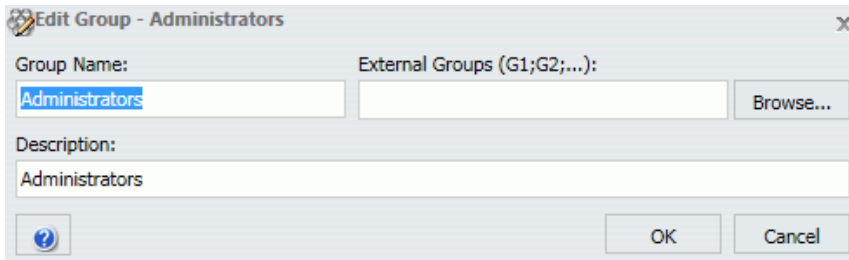 Edit Group - Administrators
Group Name: External Groups (G1;G2;...):
Administrators
Browse...
Description:
Administrators
OK Cancel